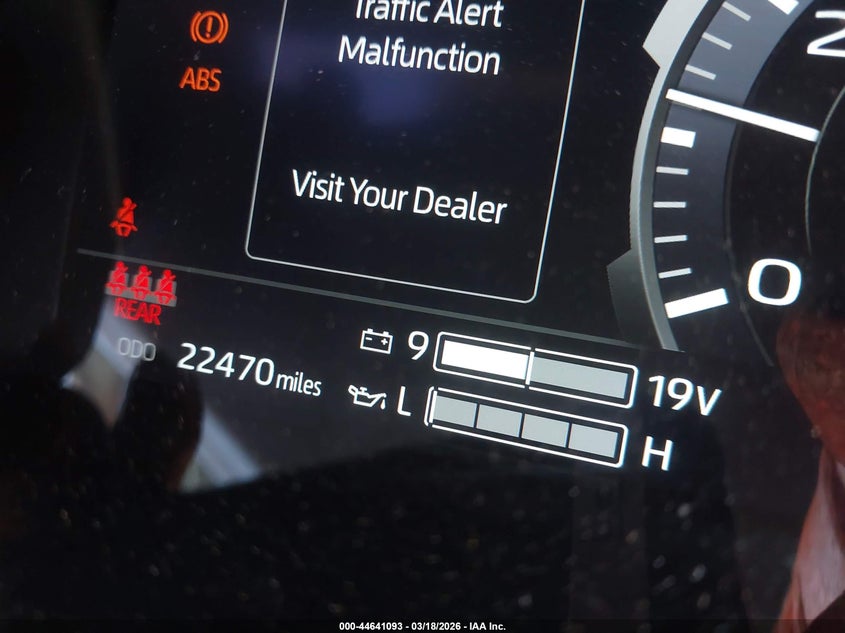 Traffic Alert
Malfunction
ABS
Visit Your Dealer
2
0
REAR
ODO 22470 miles
9 19V
L H
000-44641093 - 03/18/2026 - IAA Inc.